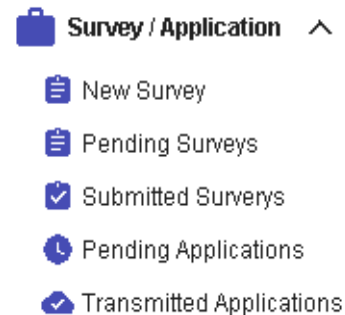 Survey / Application
New Survey
Pending Surveys
Submitted Surverys
Pending Applications
Transmitted Applications